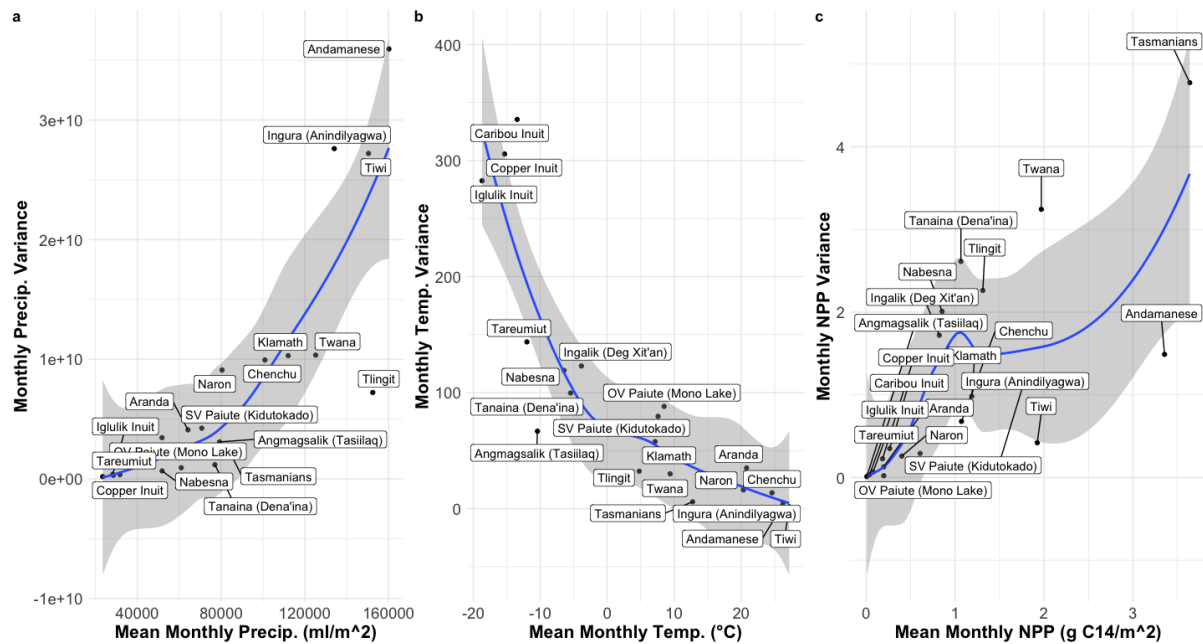 a
Monthly Precip. Variance
3e+10
2e+10
1e+10
0e+00
-1e+10
Andamanese
Ingura (Anindilyagwa)
Tiwi
Klamath
Twana
Chenchu
Tlingit
Naron
Aranda
SV Paiute (Kidutokado)
Iglulik Inuit
Angmagsalik (Tasiilaq)
OV Paiute (Mono Lake)
Tareumiut
Tasmanians
Copper Inuit
Nabesna
Tanaina (Dena'ina)
40000 80000 120000 160000
Mean Monthly Precip. (ml/m^2)
b
Monthly Temp. Variance
400
300
200
100
0
Caribou Inuit
Copper Inuit
Iglulik Inuit
Tareumiut
Ingalik (Deg Xit'an)
Nabesna
OV Paiute (Mono Lake)
Tanaina (Dena'ina)
SV Paiute (Kidutokado)
Angmagsalik (Tasiilaq)
Klamath
Aranda
Tlingit
Twana
Naron
Chenchu
Tasmanians
Ingura (Anindilyagwa)
Andamanese
Tiwi
-20 -10 0 10 20
Mean Monthly Temp. (°C)
c
Monthly NPP Variance
4
2
0
Tasmanians
Twana
Tanaina (Dena'ina)
Tlingit
Nabesna
Ingalik (Deg Xit'an)
Angmagsalik (Tasiilaq)
Andamanese
Chenchu
Copper Inuit
Klamath
Caribou Inuit
Ingura (Anindilyagwa)
Iglulik Inuit
Aranda
Tiwi
Tareumiut
Naron
SV Paiute (Kidutokado)
OV Paiute (Mono Lake)
0 1 2 3
Mean Monthly NPP (g C14/m^2)